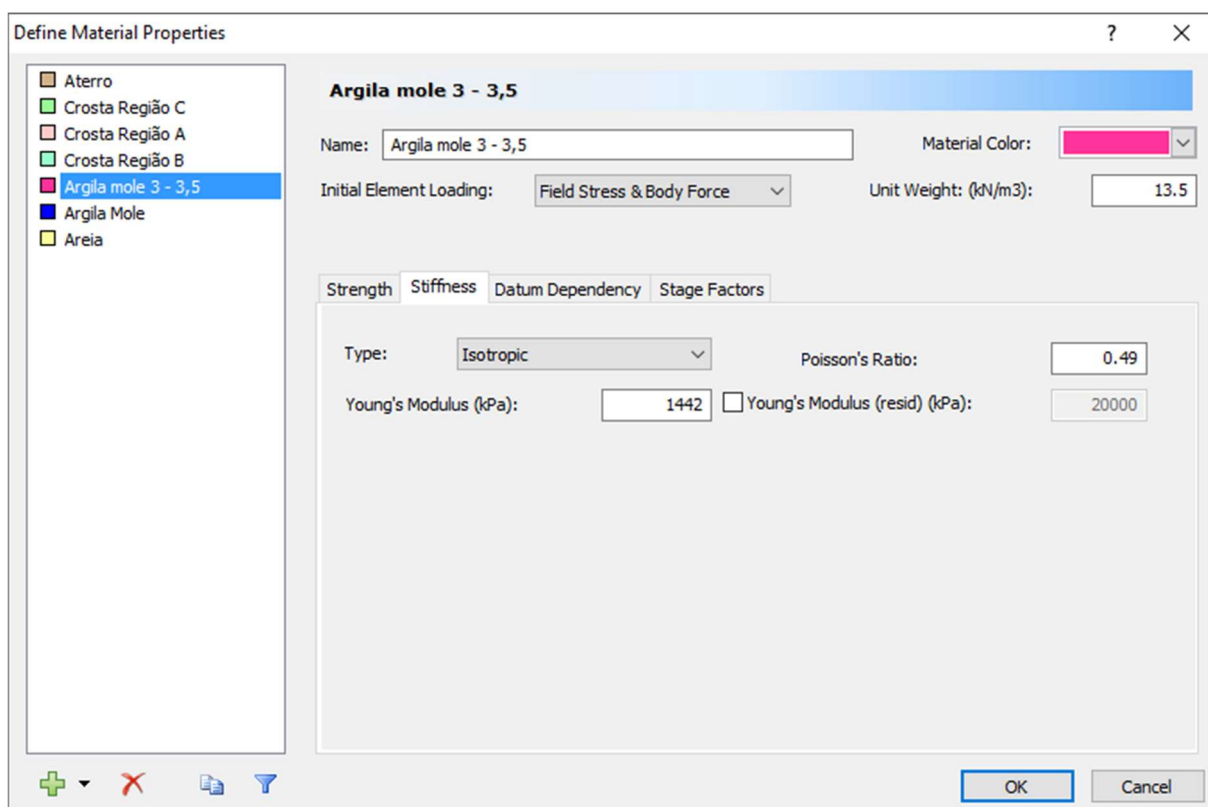 Define Material Properties ?
Aterro
Crosta Região C
Crosta Região A
Crosta Região B
Argila mole 3 - 3,5
Argila Mole
Areia
Argila mole 3 - 3,5
Name: Argila mole 3 - 3,5 Material Color:
Initial Element Loading: Field Stress & Body Force Unit Weight: (kN/m3): 13.5
Strength Stiffness Datum Dependency Stage Factors
Type: Isotropic Poisson's Ratio: 0.49
Young's Modulus (kPa): 1442 Young's Modulus (resid) (kPa): 20000
OK Cancel